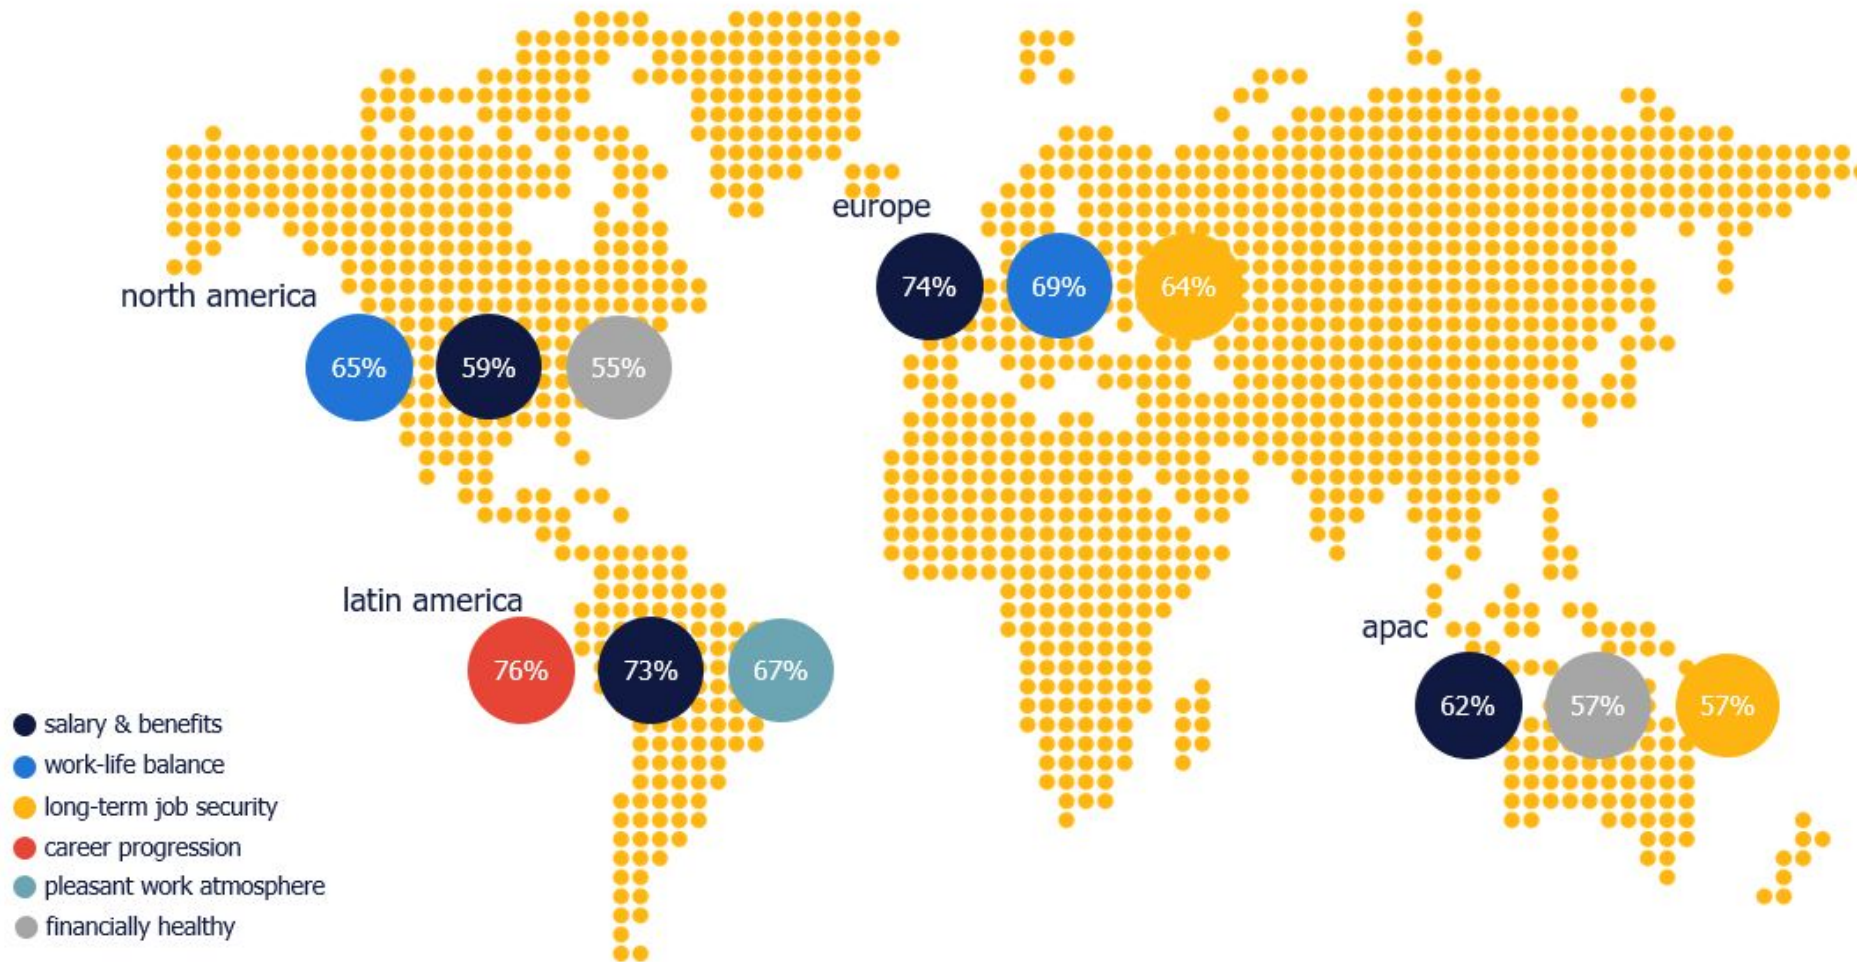 europe
74% 69% 64%
north america
65% 59% 55%
latin america
76% 73% 67%
apac
62% 57% 57%
salary & benefits
work-life balance
long-term job security
career progression
pleasant work atmosphere
financially healthy